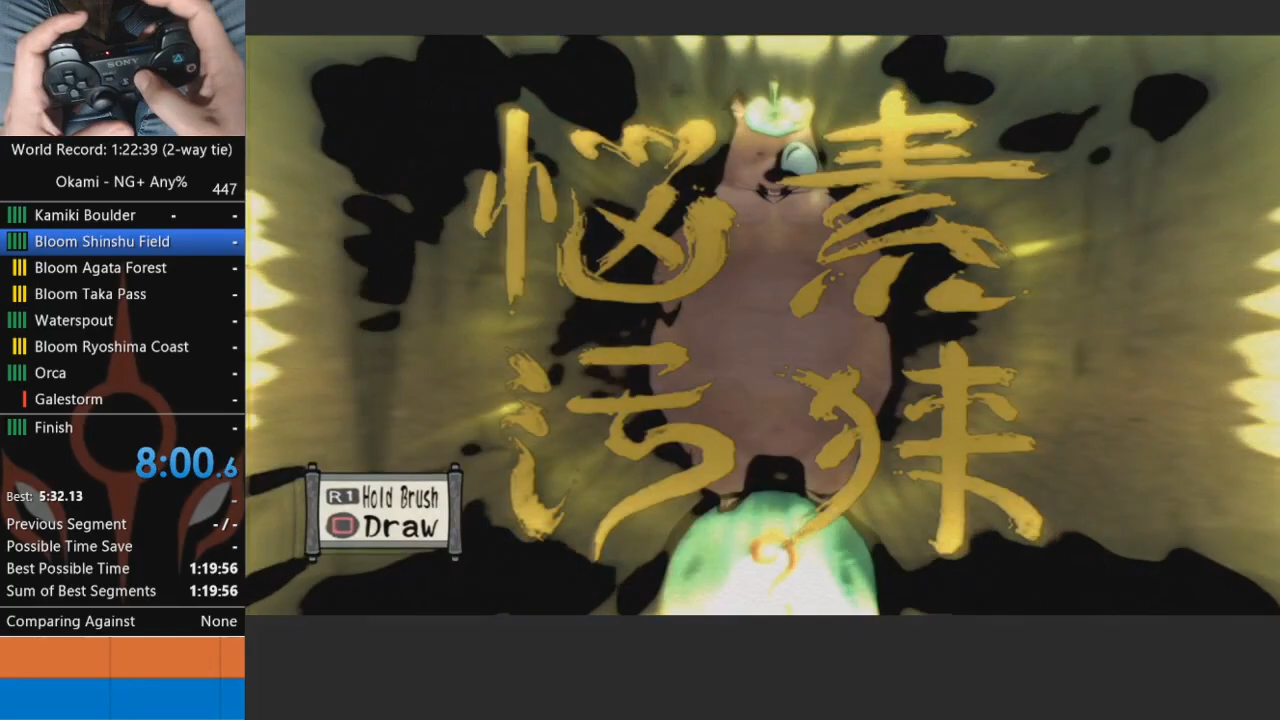 SONY
World Record: 1:22:39 (2-way tie)
Okami - NG+ Any% 447
Kamiki Boulder - -
Bloom Shinshu Field -
Bloom Agata Forest -
Bloom Taka Pass -
Waterspout -
Bloom Ryoshima Coast -
Orca -
Galestorm -
Finish -
8:00.6
Best: 5:32.13 -
Previous Segment - / -
Possible Time Save -
Best Possible Time 1:19:56
Sum of Best Segments 1:19:56
Comparing Against None
R1 Hold Brush
Draw